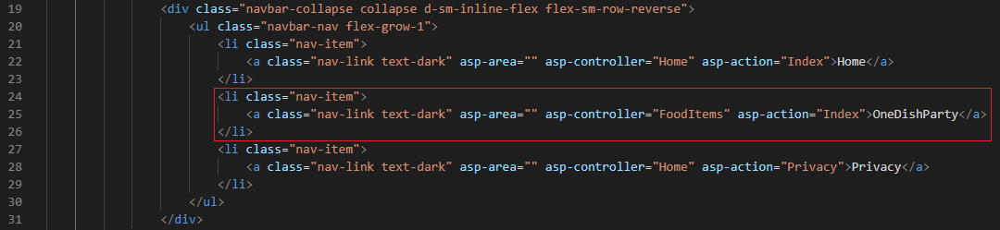 19 <div class="navbar-collapse collapse d-sm-inline-flex flex-sm-row-reverse">
20 <ul class="navbar-nav flex-grow-1">
21 <li class="nav-item">
22 <a class="nav-link text-dark" asp-area="" asp-controller="Home" asp-action="Index">Home</a>
23 </li>
24 <li class="nav-item">
25 <a class="nav-link text-dark" asp-area="" asp-controller="FoodItems" asp-action="Index">OneDishParty</a>
26 </li>
27 <li class="nav-item">
28 <a class="nav-link text-dark" asp-area="" asp-controller="Home" asp-action="Privacy">Privacy</a>
29 </li>
30 </ul>
31 </div>